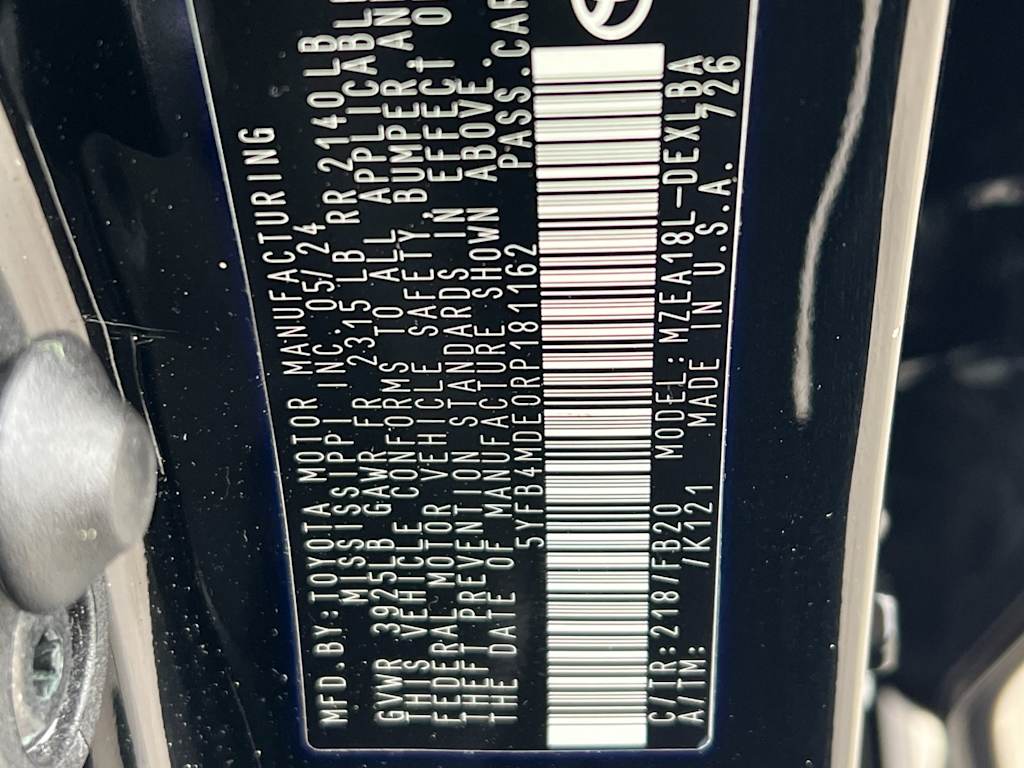 MFD.BY:TOYOTA MOTOR MANUFACTURING
MISSISSIPPI INC. 05/24
GVWR 3925LB GAWR FR 2315 LB RR 2140LB
THIS VEHICLE CONFORMS TO ALL APPLICABLE
FEDERAL MOTOR VEHICLE SAFETY, BUMPER AND
THEFT PREVENTION STANDARDS IN EFFECT
THE DATE OF MANUFACTURE SHOWN ABOVE.
5YFB4MDE0RP181162 PASS.CAR
C/TR:218/FB20 MODEL:MZEA18L-DEXLBA
A/TM: /K121 MADE IN U.S.A. 726